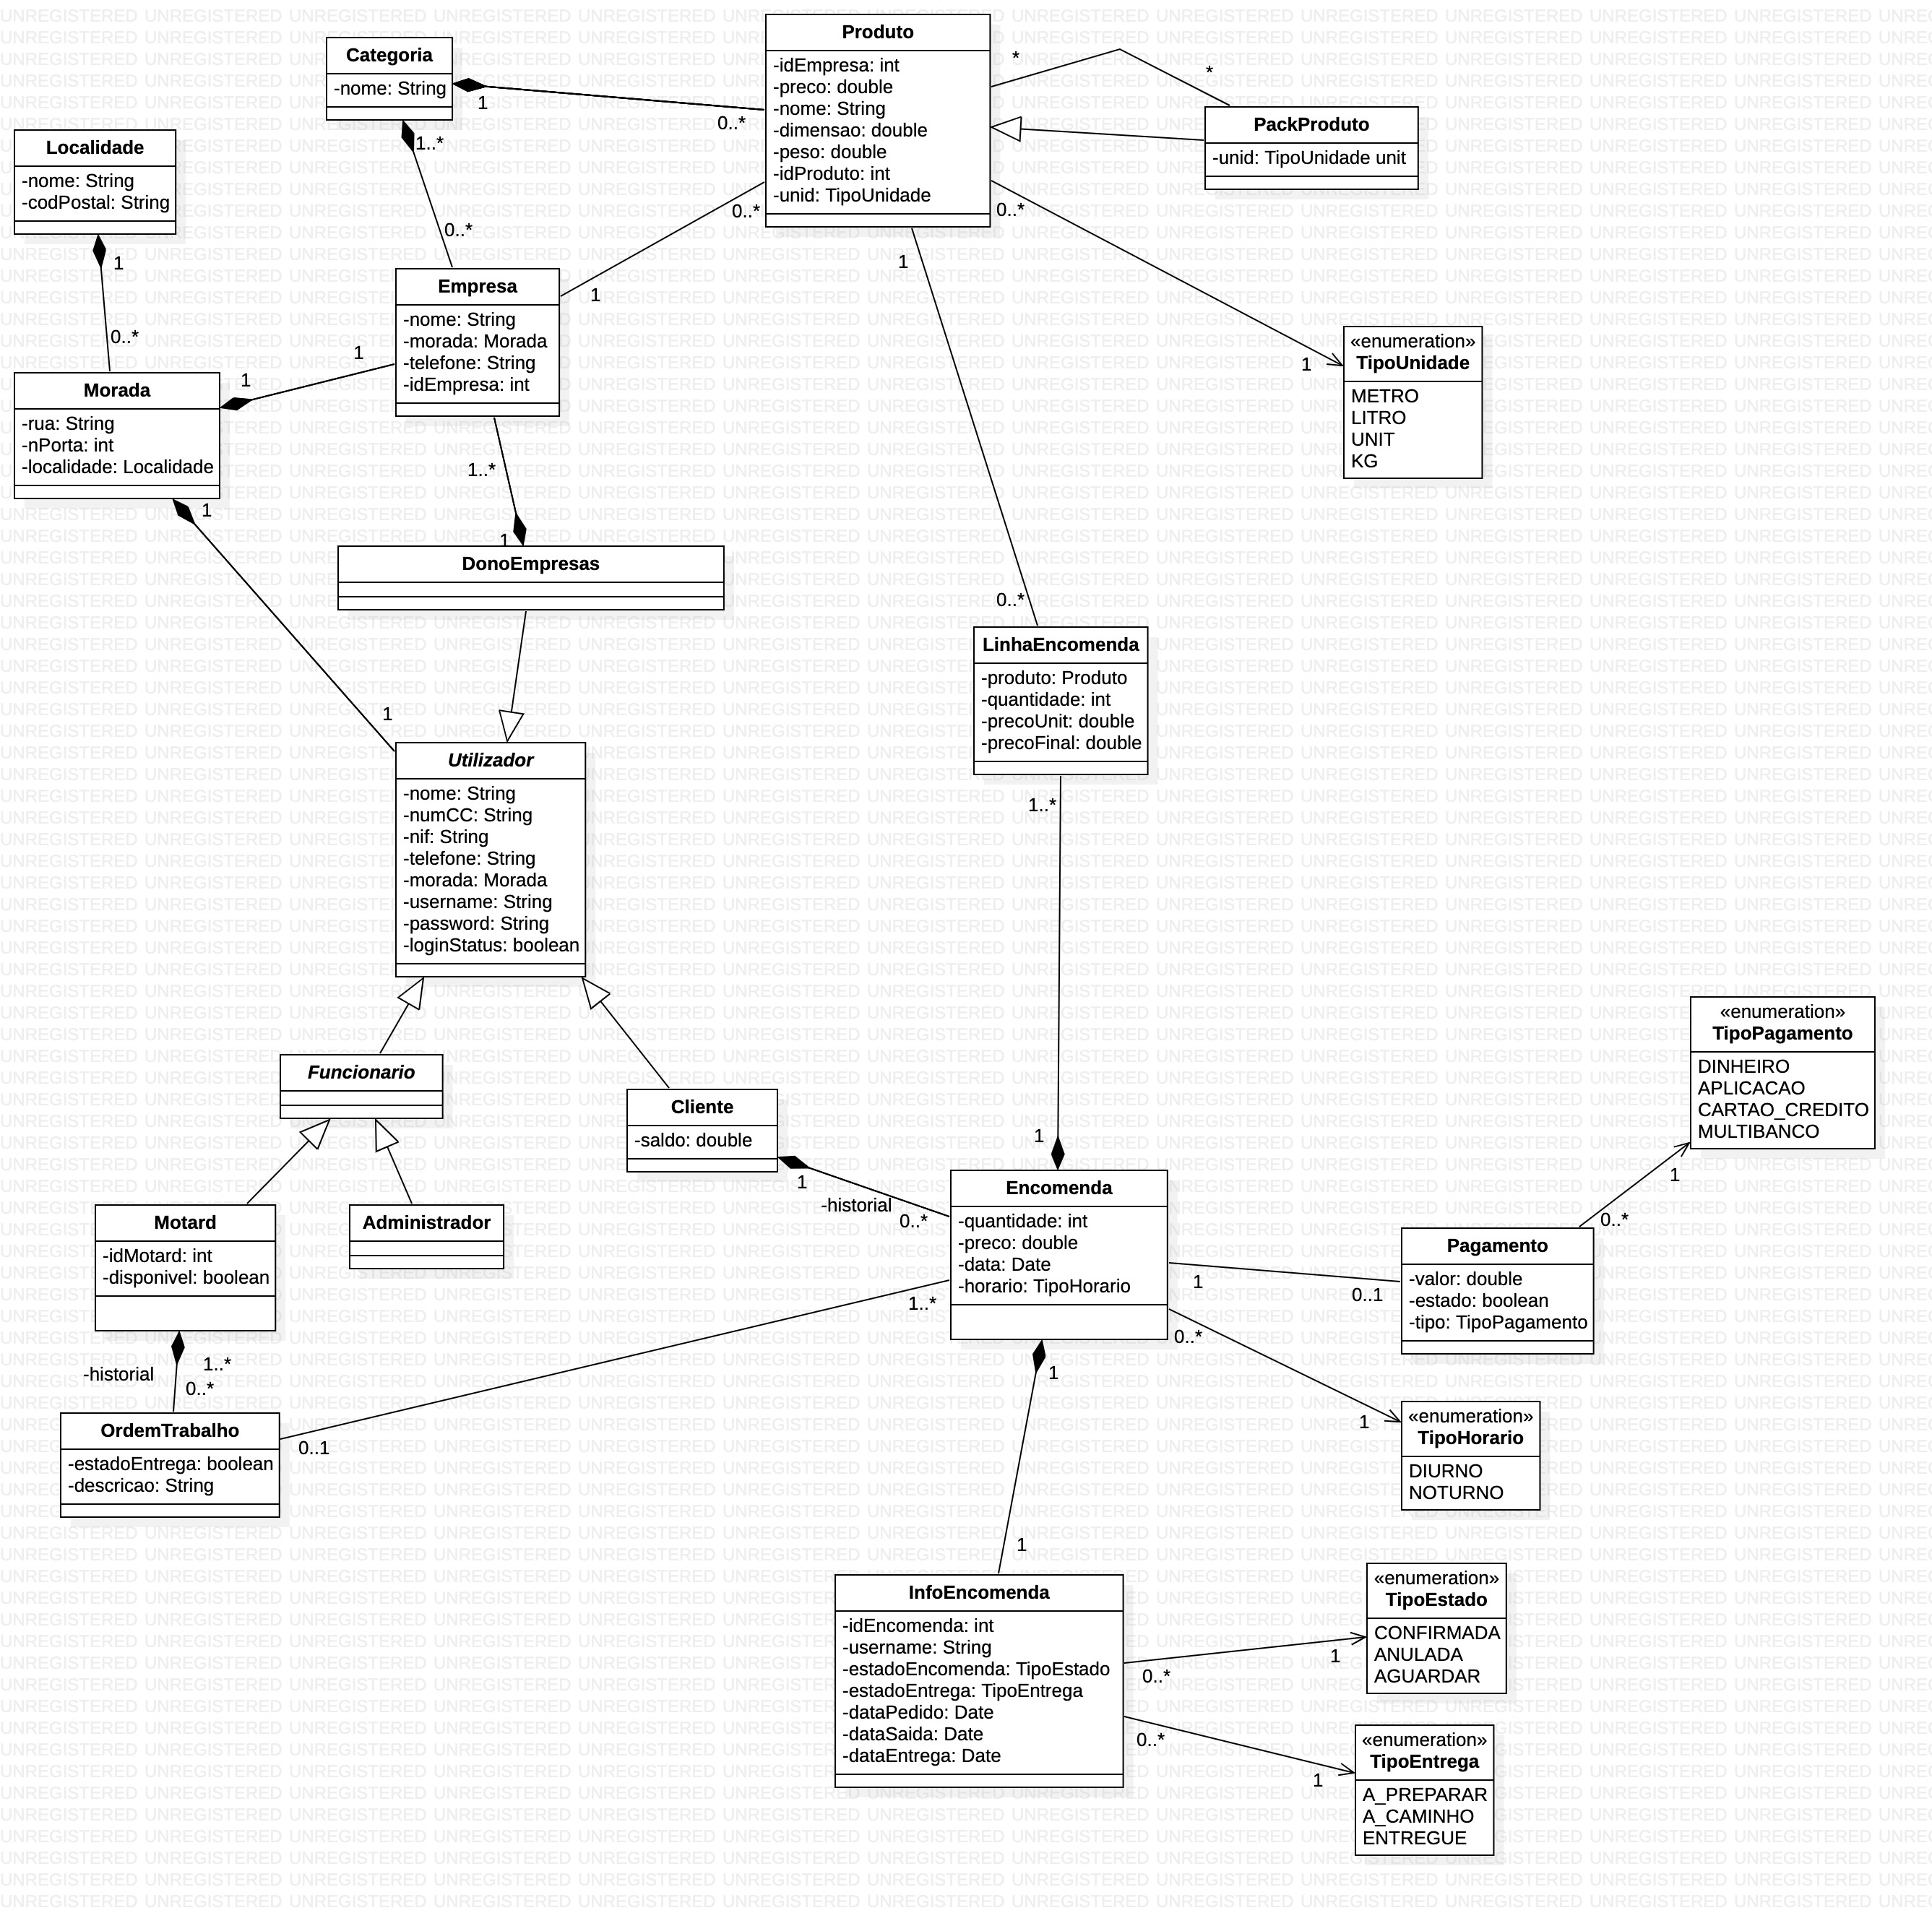 Produto
-idEmpresa: int
-preco: double
-nome: String
-dimensao: double
-peso: double
-idProduto: int
-unid: TipoUnidade
Categoria
-nome: String
1
0..*
*
*
PackProduto
-unid: TipoUnidade unit
Localidade
-nome: String
-codPostal: String
1..*
0..*
0..*
1
0..*
1
1
0..*
Empresa
-nome: String
-morada: Morada
-telefone: String
-idEmpresa: int
1
1
1
«enumeration»
TipoUnidade
METRO
LITRO
UNIT
KG
Morada
-rua: String
-nPorta: int
-localidade: Localidade
1
1..*
1
DonoEmpresas
0..*
LinhaEncomenda
-produto: Produto
-quantidade: int
-precoUnit: double
-precoFinal: double
1
Utilizador
-nome: String
-numCC: String
-nif: String
-telefone: String
-morada: Morada
-username: String
-password: String
-loginStatus: boolean
1..*
«enumeration»
TipoPagamento
DINHEIRO
APLICACAO
CARTAO_CREDITO
MULTIBANCO
Funcionario
Cliente
-saldo: double
1
1
-historial
0..*
Encomenda
-quantidade: int
-preco: double
-data: Date
-horario: TipoHorario
1
0..*
Pagamento
-valor: double
-estado: boolean
-tipo: TipoPagamento
Motard
-idMotard: int
-disponivel: boolean
Administrador
1
0..1
1..*
0..*
1
-historial
1..*
0..*
1
OrdemTrabalho
-estadoEntrega: boolean
-descricao: String
0..1
«enumeration»
TipoHorario
DIURNO
NOTURNO
1
InfoEncomenda
-idEncomenda: int
-username: String
-estadoEncomenda: TipoEstado
-estadoEntrega: TipoEntrega
-dataPedido: Date
-dataSaida: Date
-dataEntrega: Date
0..*
1
«enumeration»
TipoEstado
CONFIRMADA
ANULADA
AGUARDAR
0..*
1
«enumeration»
TipoEntrega
A_PREPARAR
A_CAMINHO
ENTREGUE
UNREGISTERED